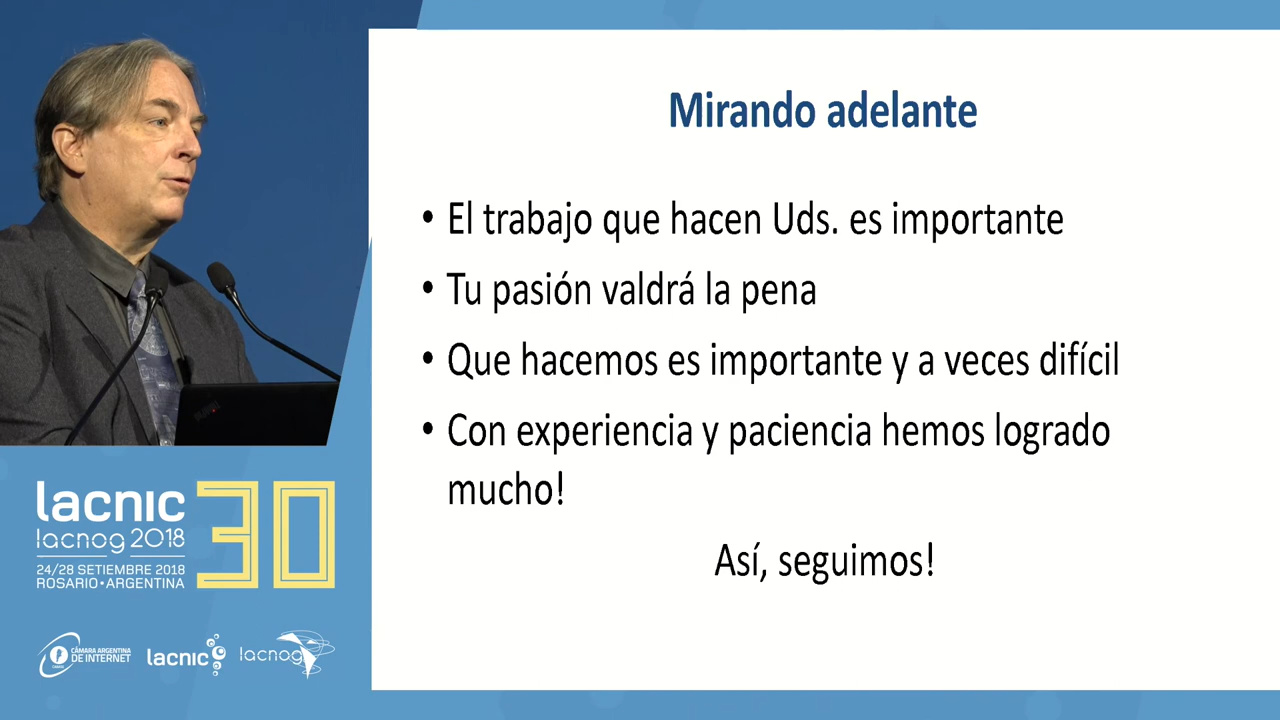 Mirando adelante
• El trabajo que hacen Uds. es importante
• Tu pasión valdrá la pena
• Que hacemos es importante y a veces difícil
• Con experiencia y paciencia hemos logrado
mucho!
Así, seguimos!
lacnic 30
lacnog 2018
24/28 SETIEMBRE 2018
ROSARIO•ARGENTINA
CÁMARA ARGENTINA
DE INTERNET
lacnic
lacnog